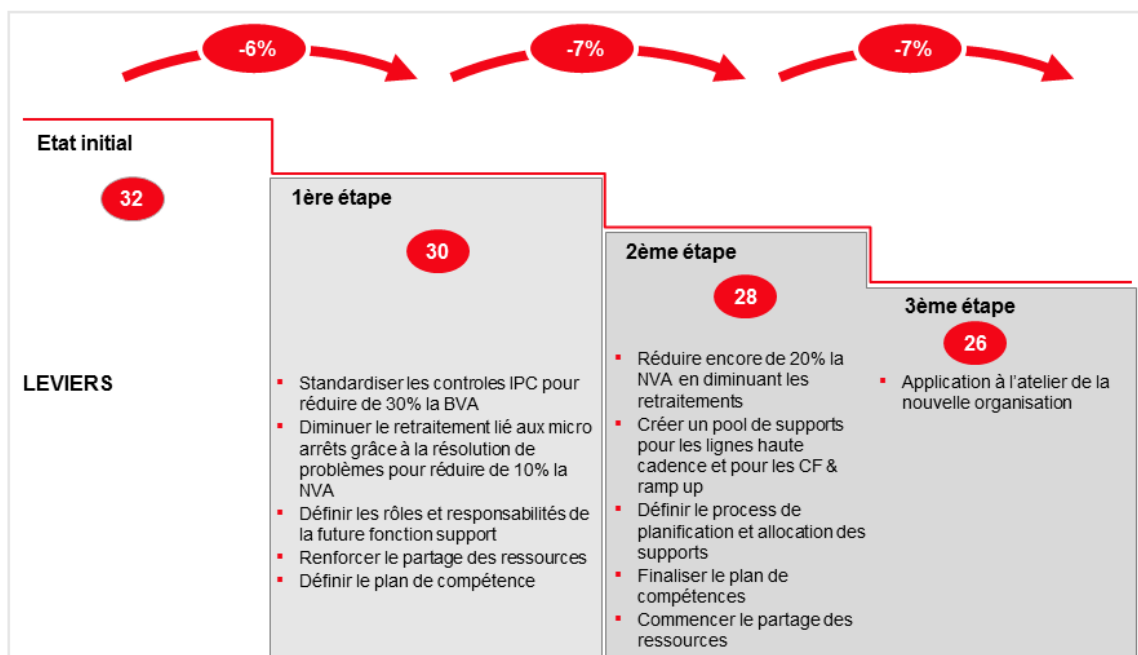 -6%
-7%
-7%
Etat initial
32
LEVIERS
1ère étape
30
Standardiser les controles IPC pour
réduire de 30% la BVA
Diminuer le retraitement lié aux micro
arrêts grâce à la résolution de
problèmes pour réduire de 10% la
NVA
Définir les rôles et responsabilités de
la future fonction support
Renforcer le partage des ressources
Définir le plan de compétence
2ème étape
28
Réduire encore de 20% la
NVA en diminuant les
retraitements
Créer un pool de supports
pour les lignes haute
cadence et pour les CF &
ramp up
Définir le process de
planification et allocation des
supports
Finaliser le plan de
compétences
Commencer le partage des
ressources
3ème étape
26
Application à l’atelier de la
nouvelle organisation